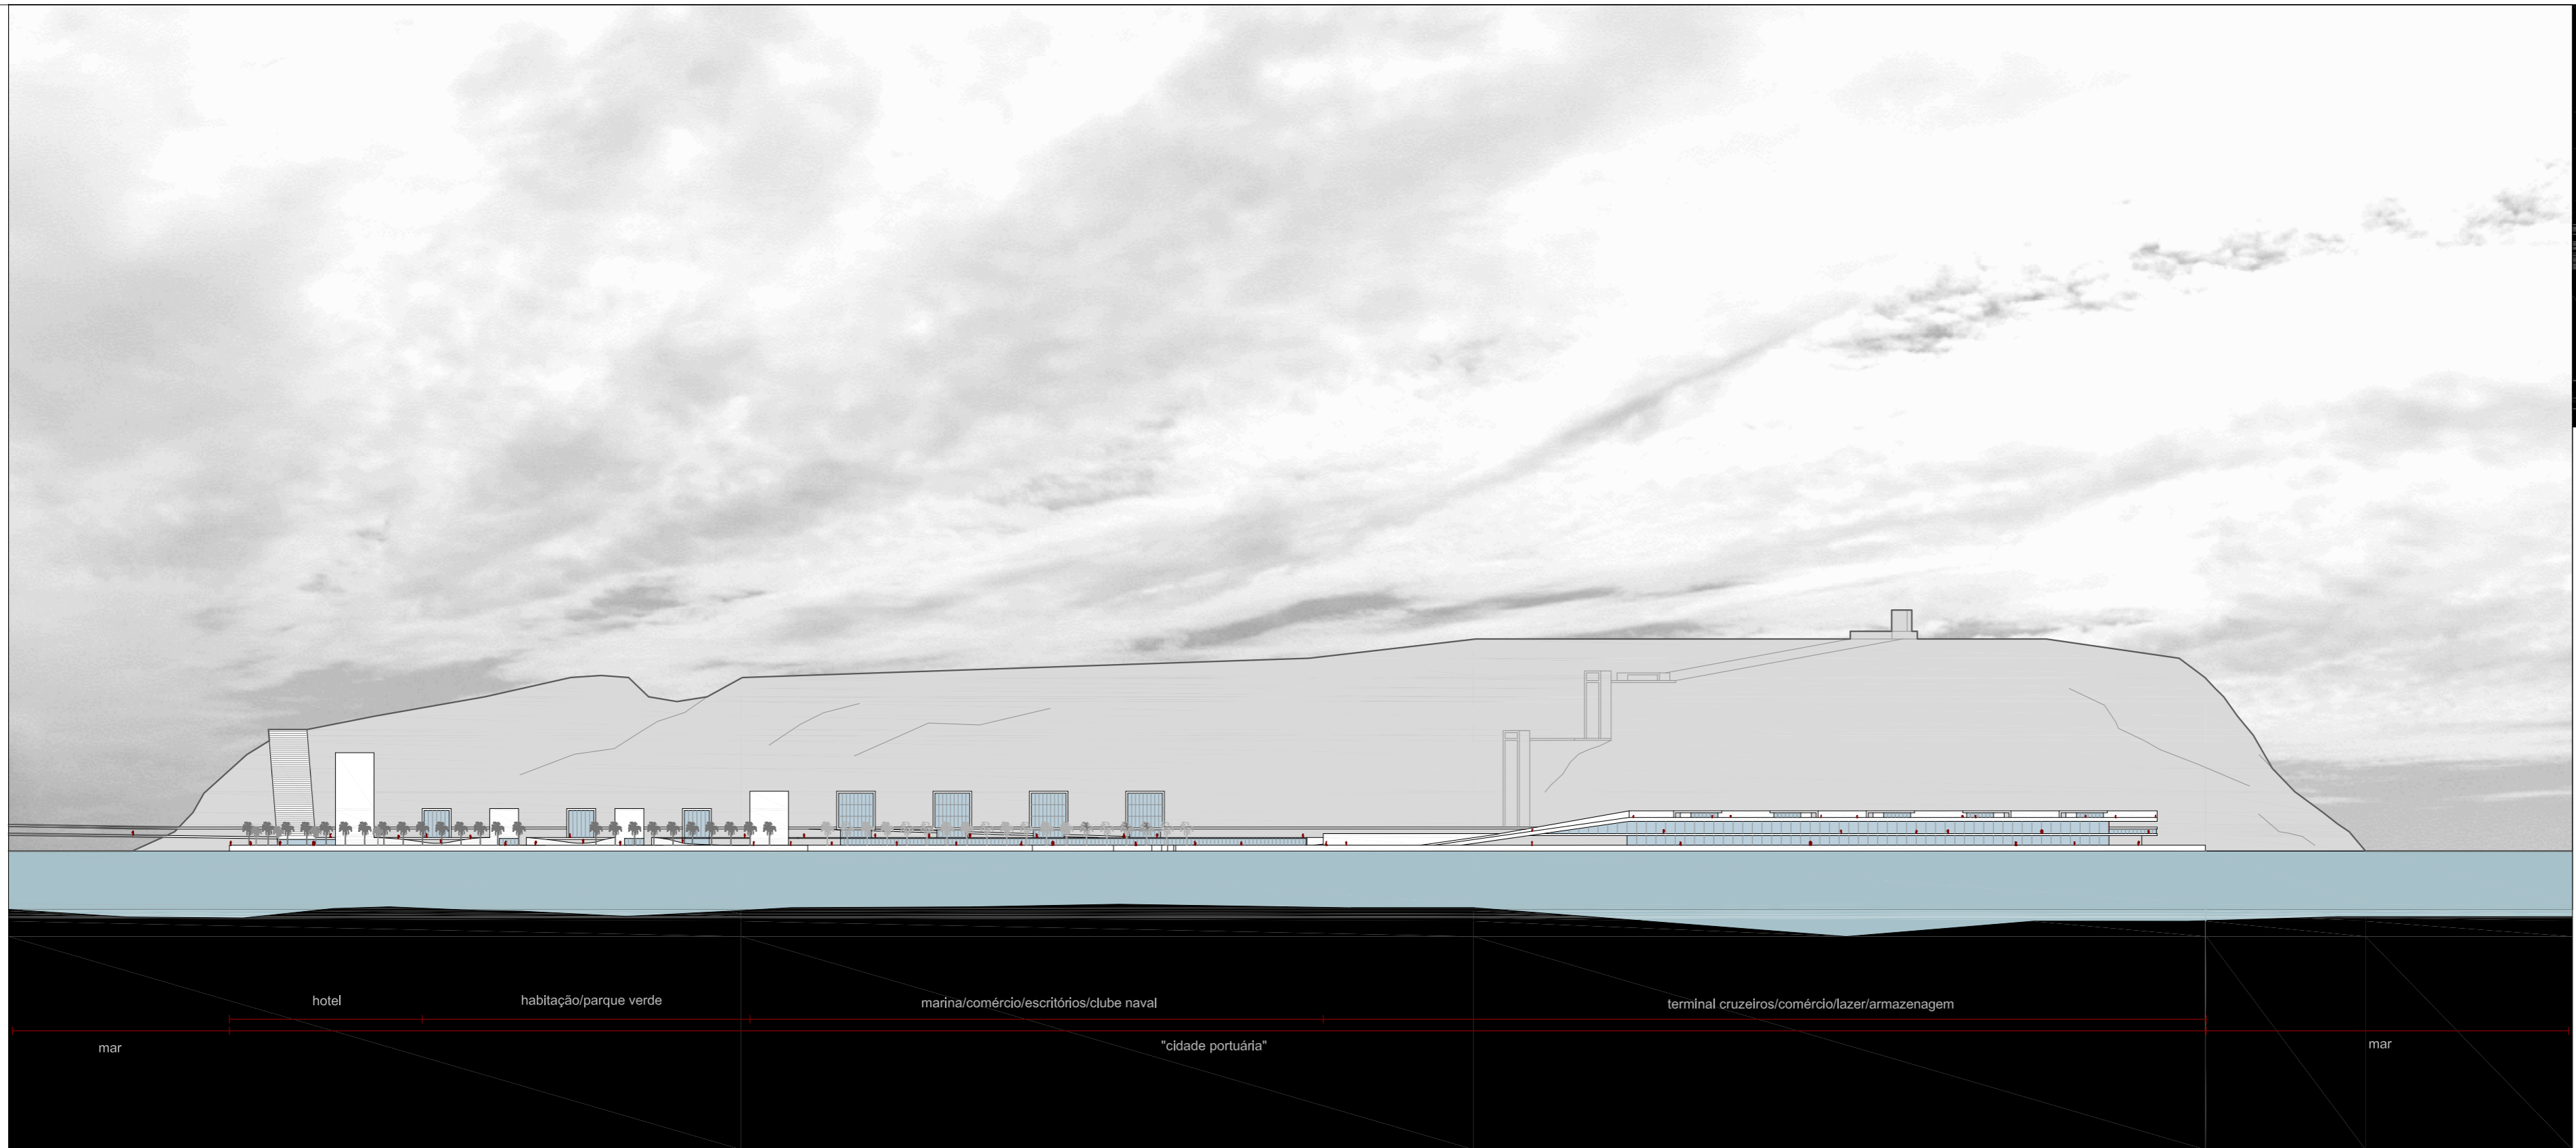 hotel
habitação/parque verde
marina/comércio/escritórios/clube naval
terminal cruzeiros/comércio/lazer/armazenagem
mar
"cidade portuária"
mar